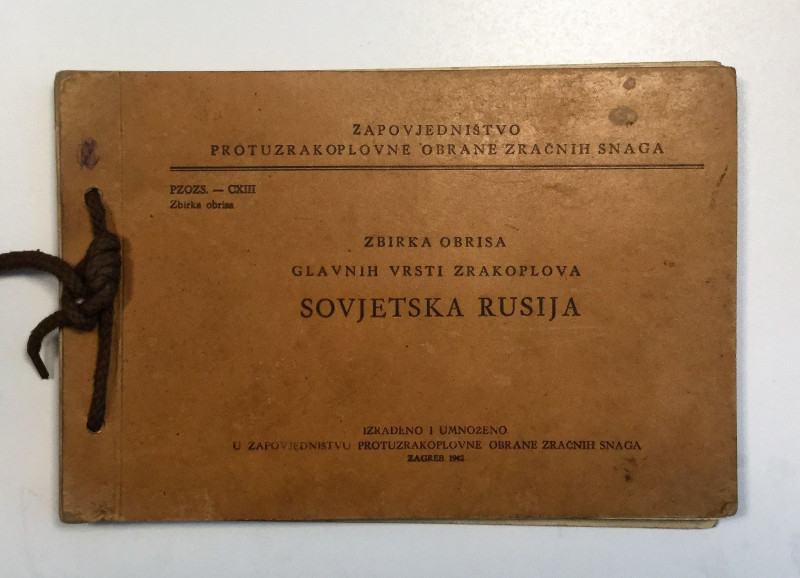 ZAPOVJEDNIŠTVO
PROTUZRAKOPLOVNE OBRANE ZRAČNIH SNAGA
PZOZS. — CXIII
Zbirka obrisa
ZBIRKA OBRISA
GLAVNIH VRSTI ZRAKOPLOVA
SOVJETSKA RUSIJA
IZRAĐENO I UMNOŽENO
U ZAPOVJEDNIŠTVU PROTUZRAKOPLOVNE OBRANE ZRAČNIH SNAGA
ZAGREB 1942